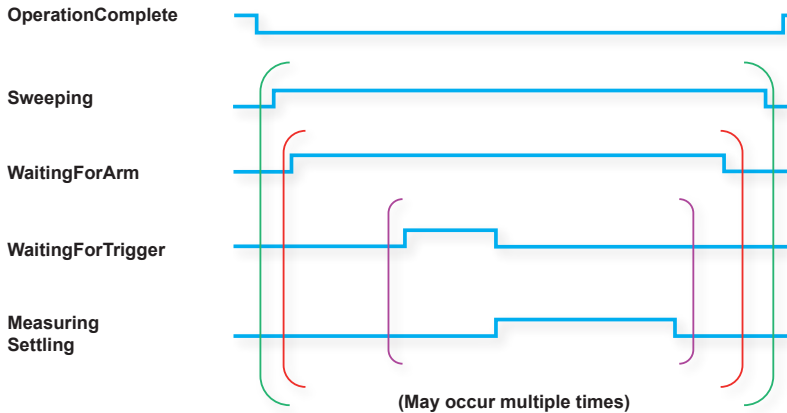 OperationComplete
Sweeping
WaitingForArm
WaitingForTrigger
Measuring
Settling
(May occur multiple times)